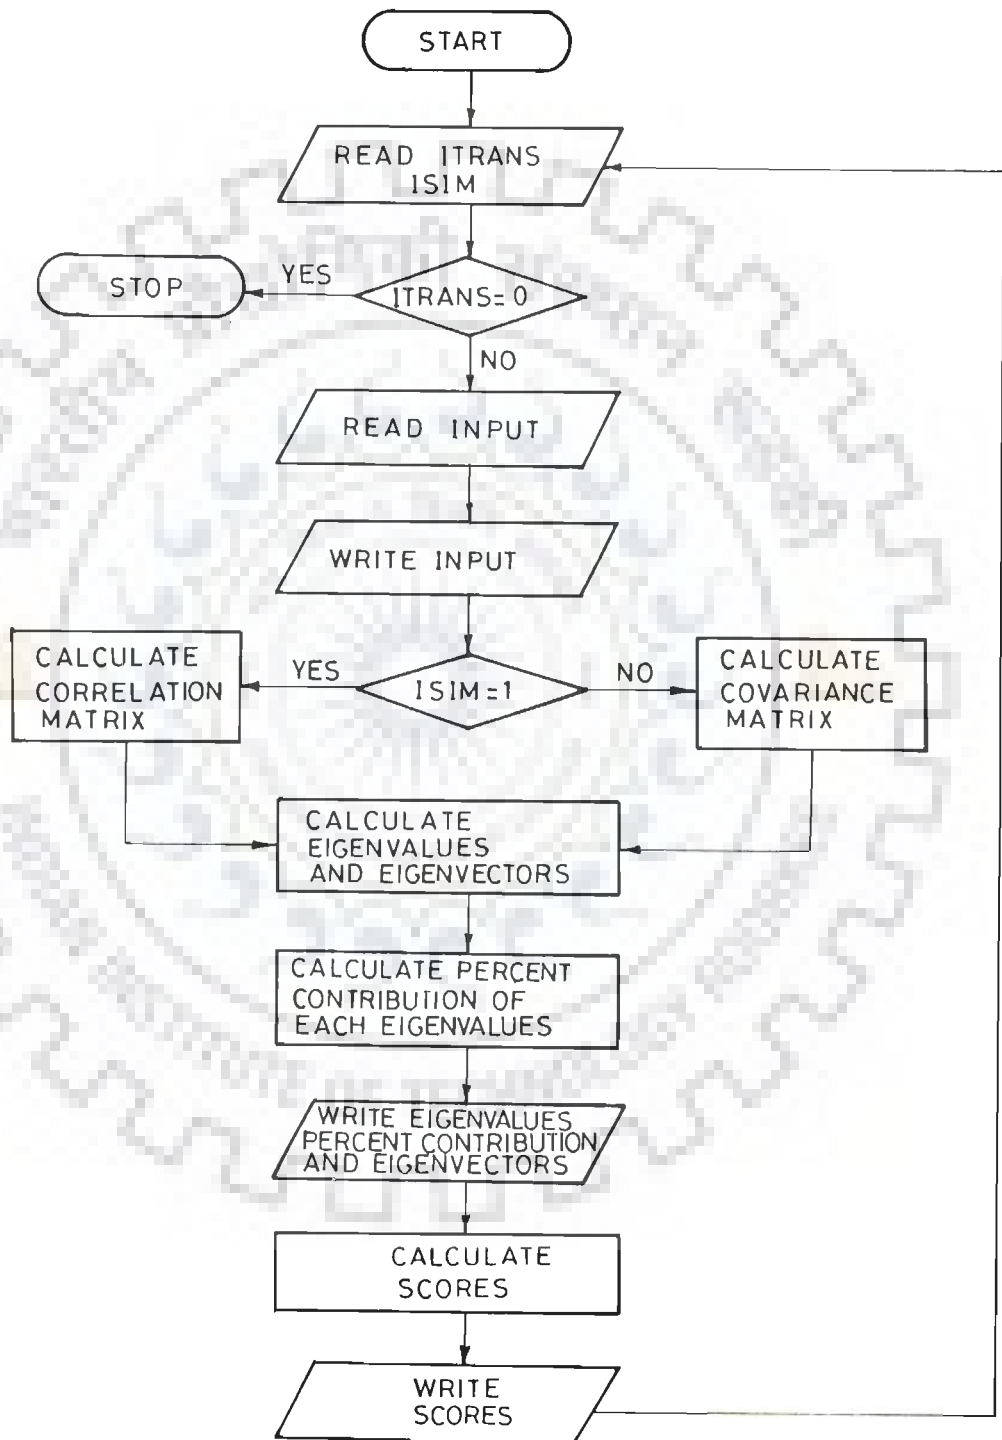 START
READ ITRANS
ISIM
ITRANS=0
YES
STOP
NO
READ INPUT
WRITE INPUT
ISIM=1
YES
CALCULATE
CORRELATION
MATRIX
NO
CALCULATE
COVARIANCE
MATRIX
CALCULATE
EIGENVALUES
AND EIGENVECTORS
CALCULATE PERCENT
CONTRIBUTION OF
EACH EIGENVALUES
WRITE EIGENVALUES
PERCENT CONTRIBUTION
AND EIGENVECTORS
CALCULATE
SCORES
WRITE
SCORES